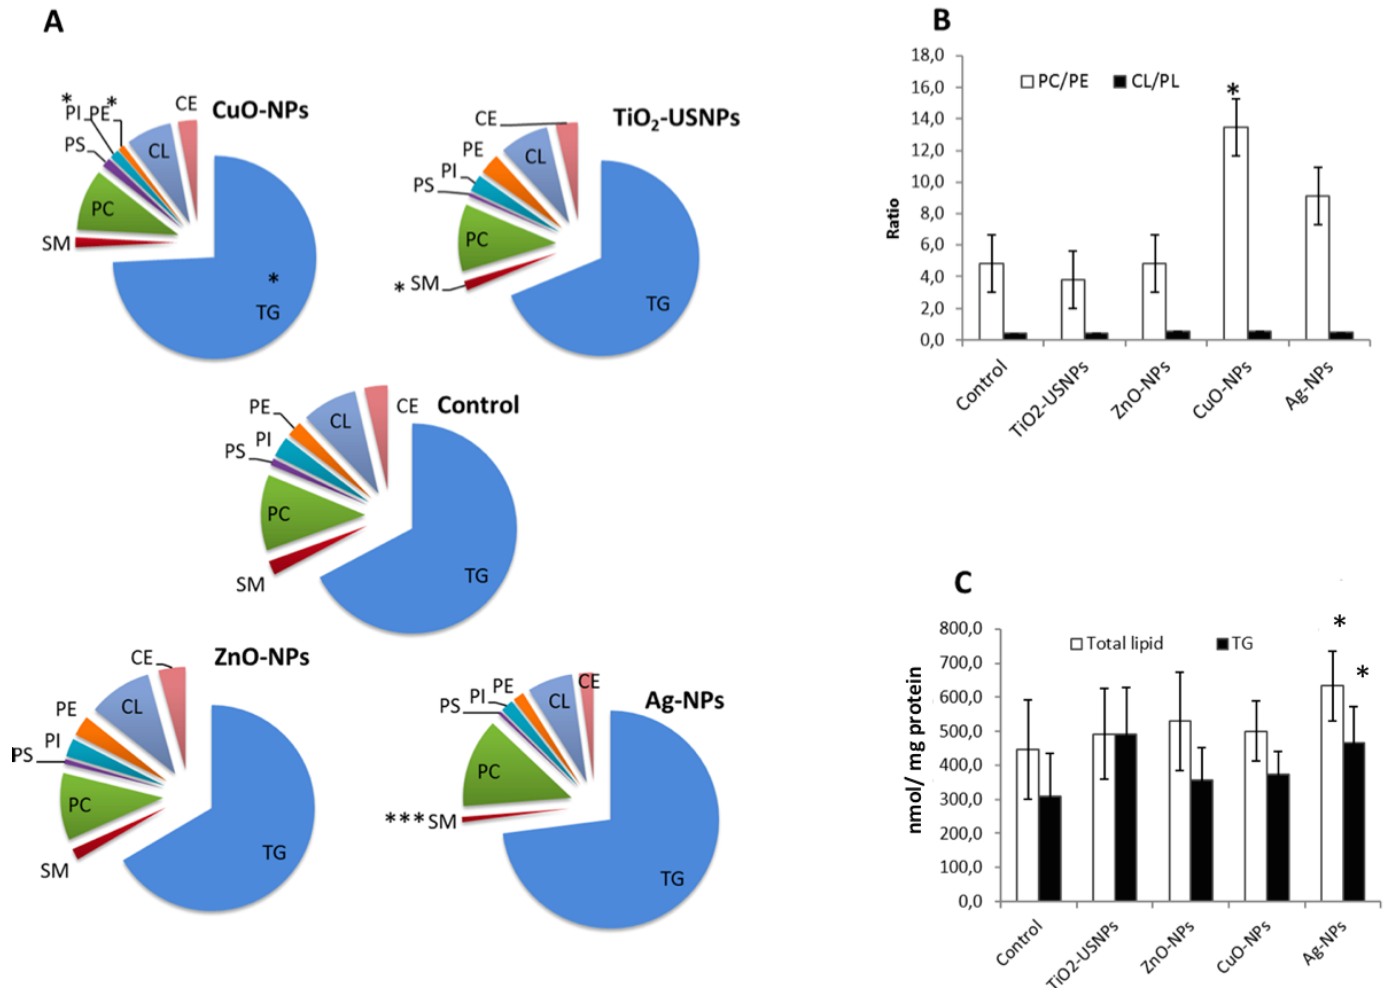 A
CuO-NPs
*
PI
PE
*
CE
PS
CL
PC
SM
*
TG
TiO2-USNPs
CE
PE
CL
PI
PS
PC
* SM
TG
Control
PE
CL
CE
PI
PS
PC
SM
TG
ZnO-NPs
CE
PE
CL
PI
PS
PC
SM
TG
Ag-NPs
CE
PE
PI
CL
PS
PC
***SM
TG
B
18,0
16,0
14,0
12,0
10,0
8,0
6,0
4,0
2,0
0,0
Ratio
PC/PE
CL/PL
*
Control
TiO2-USNPs
ZnO-NPs
CuO-NPs
Ag-NPs
C
800,0
700,0
600,0
500,0
400,0
300,0
200,0
100,0
0,0
nmol/ mg protein
Total lipid
TG
*
*
Control
TiO2-USNPs
ZnO-NPs
CuO-NPs
Ag-NPs